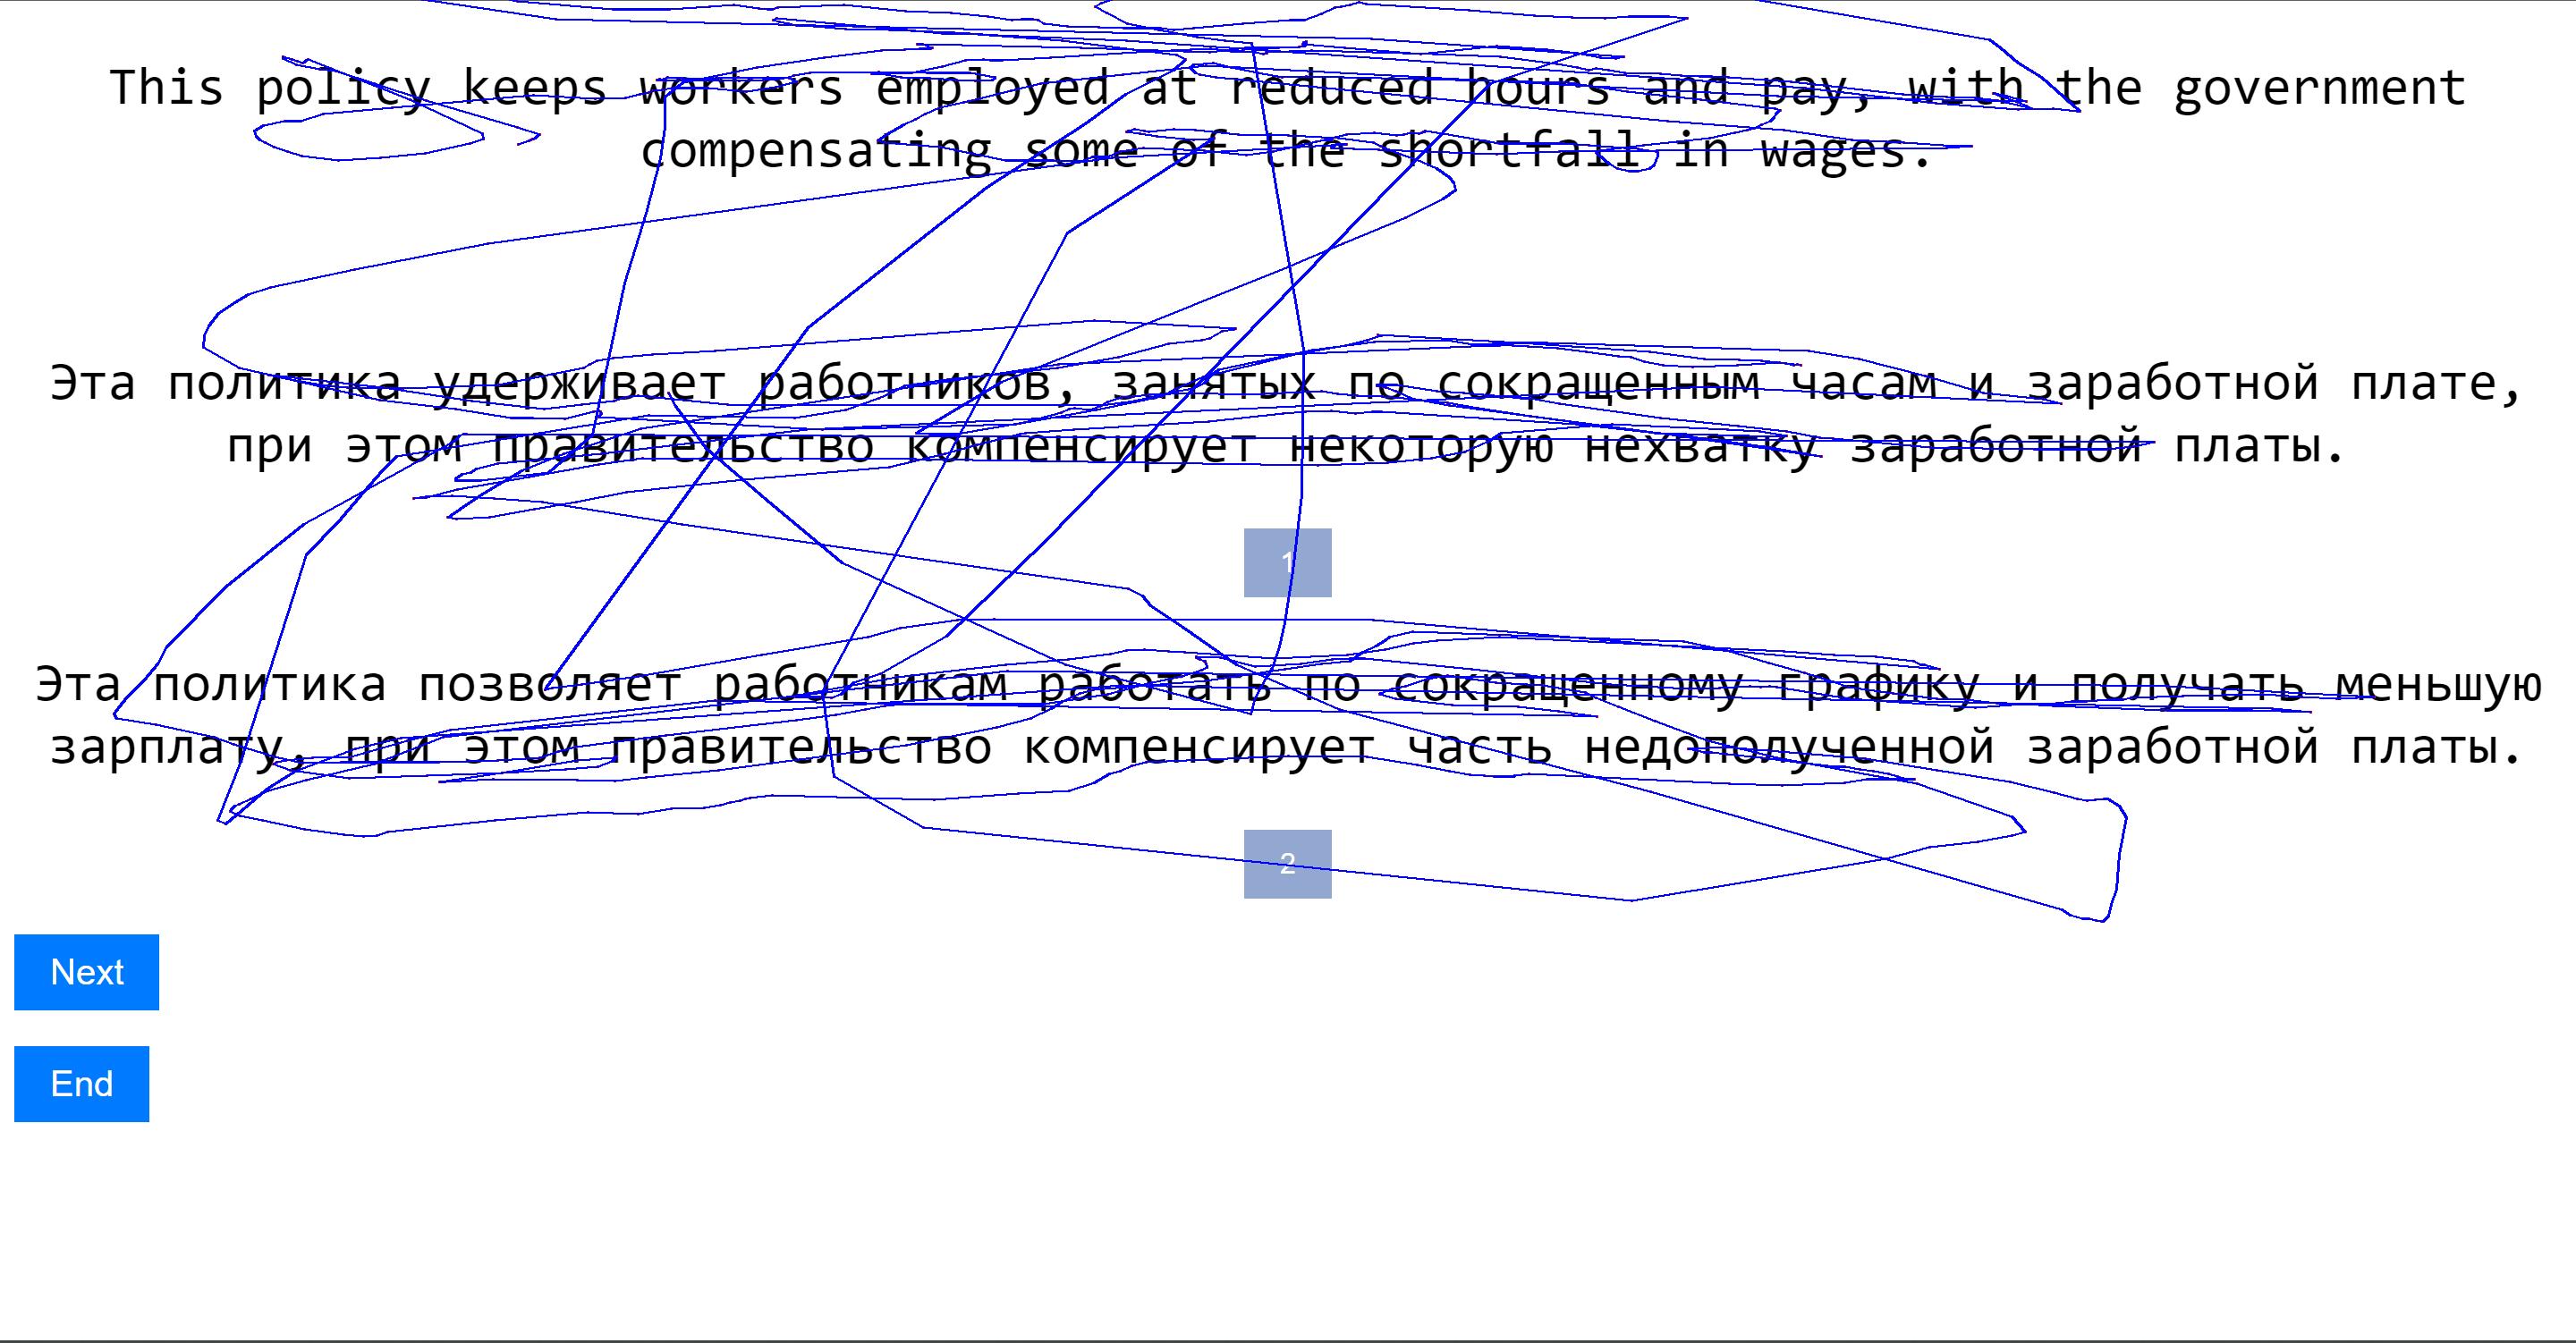 This policy keeps workers employed at reduced hours and pay, with the government
compensating some of the shortfall in wages.
Эта политика удерживает работников, занятых по сокращенным часам и заработной плате,
при этом правительство компенсирует некоторую нехватку заработной платы.
1
Эта политика позволяет работникам работать по сокращенному графику и получать меньшую
зарплату, при этом правительство компенсирует часть недополученной заработной платы.
2
Next
End